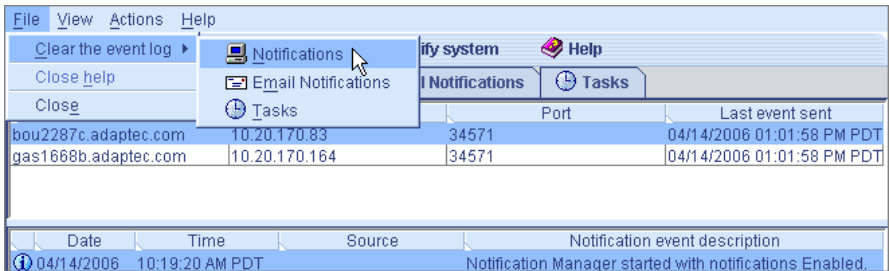 File View Actions Help
Clear the event log Notifications ify system Help
Close help Email Notifications l Notifications Tasks
Close Tasks
Port Last event sent
bou2287c.adaptec.com 10.20.170.83 34571 04/14/2006 01:01:58 PM PDT
gas1668b.adaptec.com 10.20.170.164 34571 04/14/2006 01:01:58 PM PDT
Date Time Source Notification event description
04/14/2006 10:19:20 AM PDT Notification Manager started with notifications Enabled.